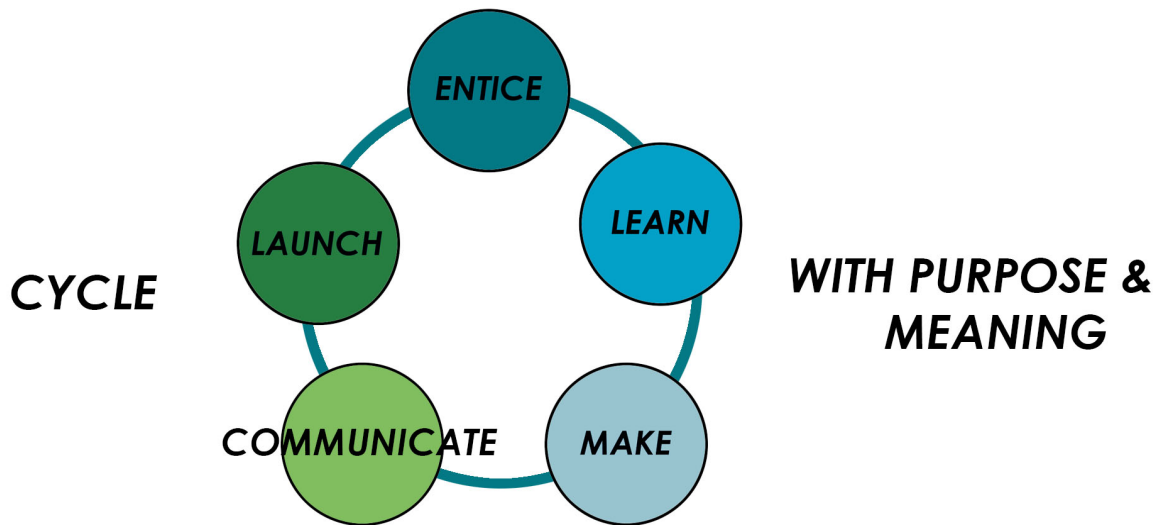 ENTICE
LEARN
LAUNCH
CYCLE
WITH PURPOSE &
MEANING
COMMUNICATE
MAKE